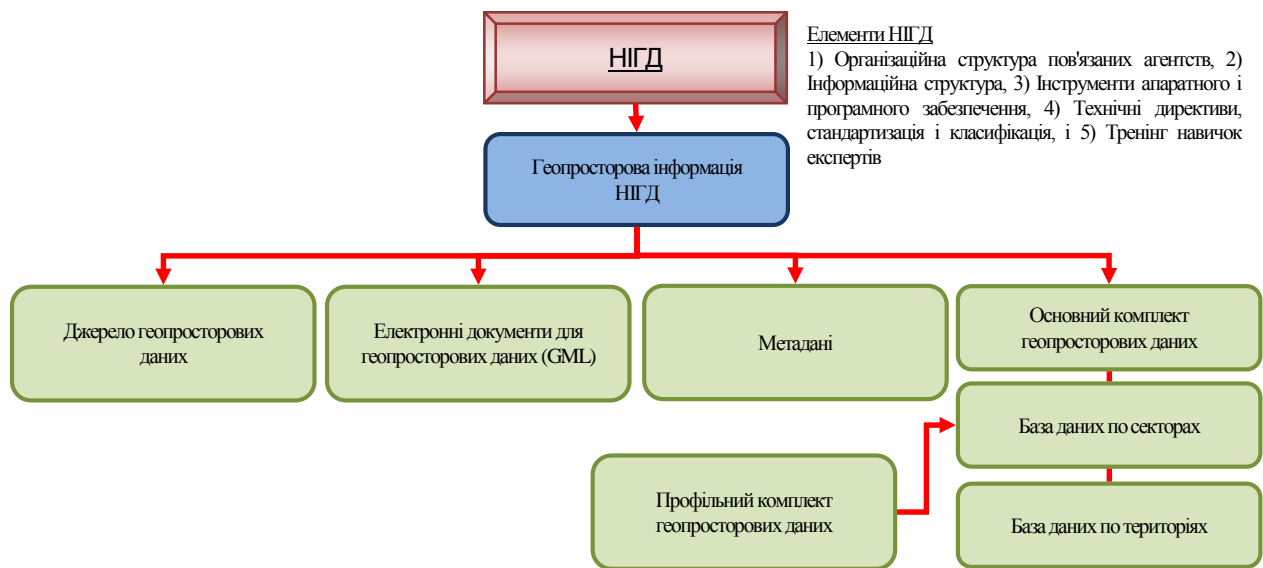 НІГД
Елементи НІГД
1) Організаційна структура пов'язаних агентств, 2)
Інформаційна структура, 3) Інструменти апаратного і
програмного забезпечення, 4) Технічні директиви,
стандартизація і класифікація, і 5) Тренінг навичок
експертів
Геопросторова інформація
НІГД
Джерело геопросторових
даних
Електронні документи для
геопросторових даних (GML)
Метадані
Основний комплект
геопросторових даних
База даних по секторах
Профільний комплект
геопросторових даних
База даних по територіях